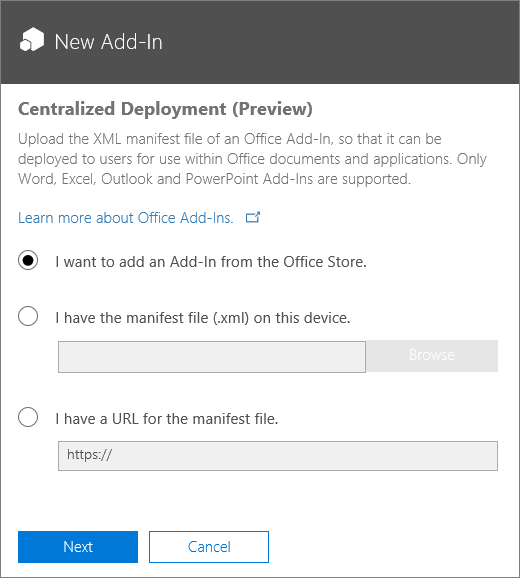 New Add-In
Centralized Deployment (Preview)
Upload the XML manifest file of an Office Add-In, so that it can be
deployed to users for use within Office documents and applications. Only
Word, Excel, Outlook and PowerPoint Add-Ins are supported.
Learn more about Office Add-Ins.
I want to add an Add-In from the Office Store.
I have the manifest file (.xml) on this device.
Browse
I have a URL for the manifest file.
https://
Next
Cancel